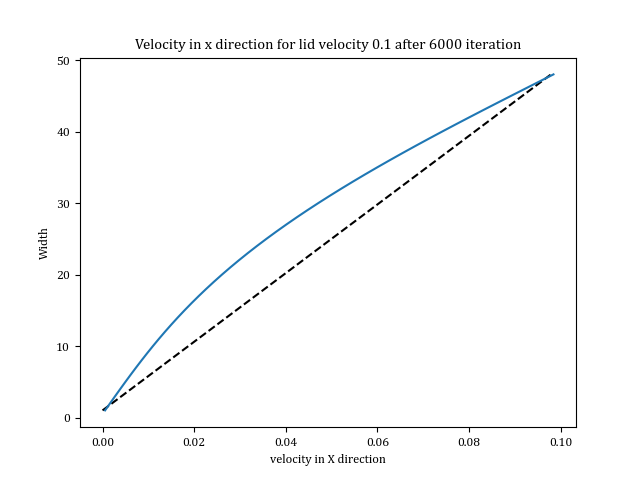 Velocity in x direction for lid velocity 0.1 after 6000 iteration
50
40
30
20
10
0
Width
0.00 0.02 0.04 0.06 0.08 0.10
velocity in X direction